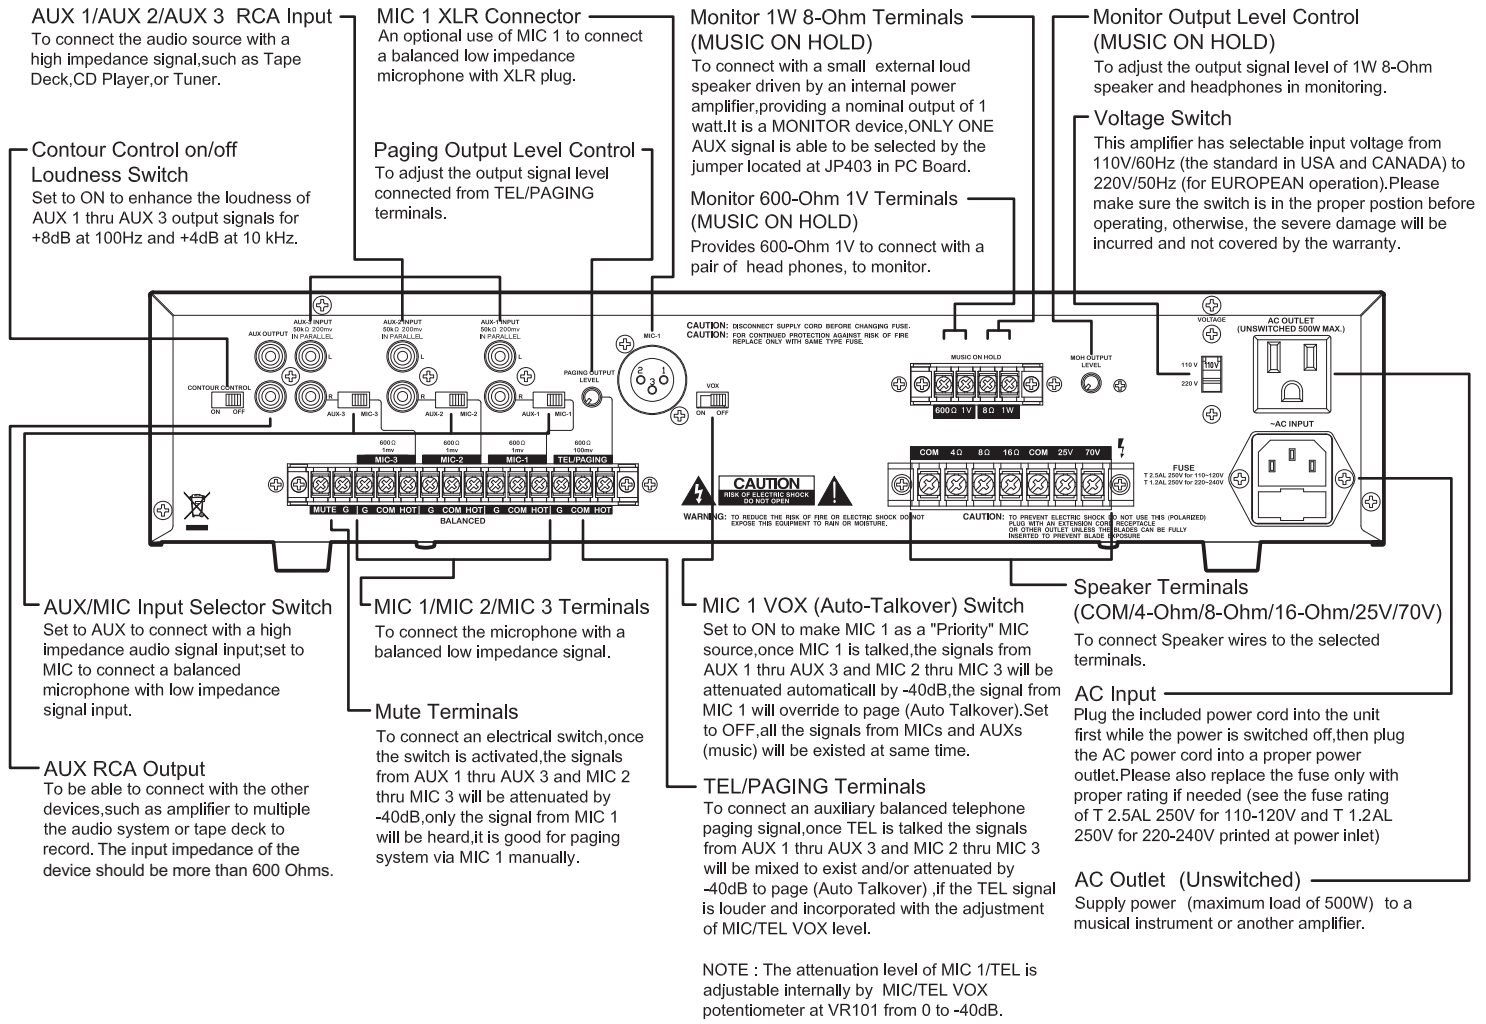 AUX 1/AUX 2/AUX 3 RCA Input
To connect the audio source with a
high impedance signal,such as Tape
Deck,CD Player,or Tuner.
MIC 1 XLR Connector
An optional use of MIC 1 to connect
a balanced low impedance
microphone with XLR plug.
Monitor 1W 8-Ohm Terminals
(MUSIC ON HOLD)
To connect with a small external loud
speaker driven by an internal power
amplifier,providing a nominal output of 1
watt.It is a MONITOR device,ONLY ONE
AUX signal is able to be selected by the
jumper located at JP403 in PC Board.
Monitor Output Level Control
(MUSIC ON HOLD)
To adjust the output signal level of 1W 8-Ohm
speaker and headphones in monitoring.
Voltage Switch
This amplifier has selectable input voltage from
110V/60Hz (the standard in USA and CANADA) to
220V/50Hz (for EUROPEAN operation).Please
make sure the switch is in the proper postion before
operating, otherwise, the severe damage will be
incurred and not covered by the warranty.
Contour Control on/off
Loudness Switch
Set to ON to enhance the loudness of
AUX 1 thru AUX 3 output signals for
+8dB at 100Hz and +4dB at 10 kHz.
Paging Output Level Control
To adjust the output signal level
connected from TEL/PAGING
terminals.
Monitor 600-Ohm 1V Terminals
(MUSIC ON HOLD)
Provides 600-Ohm 1V to connect with a
pair of head phones, to monitor.
AUX OUTPUT
AUX-3 INPUT
50kΩ 200mv
IN PARALLEL
AUX-2 INPUT
50kΩ 200mv
IN PARALLEL
AUX-1 INPUT
50kΩ 200mv
IN PARALLEL
L
L
L
R
R
R
CONTOUR CONTROL
ON OFF
AUX-3 MIC-3
AUX-2 MIC-2
AUX-1 MIC-1
PAGING OUTPUT
LEVEL
MIC-1
2 1
3
VOX
ON OFF
CAUTION: DISCONNECT SUPPLY CORD BEFORE CHANGING FUSE.
CAUTION: FOR CONTINUED PROTECTION AGAINST RISK OF FIRE
REPLACE ONLY WITH SAME TYPE FUSE.
MUSIC ON HOLD
600Ω 1V 8Ω 1W
MOH OUTPUT
LEVEL
VOLTAGE
110 V
110V
220 V
AC OUTLET
(UNSWITCHED 500W MAX.)
~AC INPUT
FUSE
T 2.5AL 250V for 110~120V
T 1.2AL 250V for 220~240V
600Ω
1mv
MIC-3
600Ω
1mv
MIC-2
600Ω
1mv
MIC-1
600Ω
100mv
TEL/PAGING
MUTE G G COM HOT G COM HOT G COM HOT G COM HOT
BALANCED
CAUTION
RISK OF ELECTRIC SHOCK
DO NOT OPEN
WARNING: TO REDUCE THE RISK OF FIRE OR ELECTRIC SHOCK DO NOT
EXPOSE THIS EQUIPMENT TO RAIN OR MOISTURE.
COM 4Ω 8Ω 16Ω COM 25V 70V
CAUTION: TO PREVENT ELECTRIC SHOCK DO NOT USE THIS (POLARIZED)
PLUG WITH AN EXTENSION CORD RECEPTACLE
OR OTHER OUTLET UNLESS THE BLADES CAN BE FULLY
INSERTED TO PREVENT BLADE EXPOSURE
AUX/MIC Input Selector Switch
Set to AUX to connect with a high
impedance audio signal input;set to
MIC to connect a balanced
microphone with low impedance
signal input.
AUX RCA Output
To be able to connect with the other
devices,such as amplifier to multiple
the audio system or tape deck to
record. The input impedance of the
device should be more than 600 Ohms.
MIC 1/MIC 2/MIC 3 Terminals
To connect the microphone with a
balanced low impedance signal.
Mute Terminals
To connect an electrical switch,once
the switch is activated,the signals
from AUX 1 thru AUX 3 and MIC 2
thru MIC 3 will be attenuated by
-40dB,only the signal from MIC 1
will be heard,it is good for paging
system via MIC 1 manually.
MIC 1 VOX (Auto-Talkover) Switch
Set to ON to make MIC 1 as a "Priority" MIC
source,once MIC 1 is talked,the signals from
AUX 1 thru AUX 3 and MIC 2 thru MIC 3 will be
attenuated automaticall by -40dB,the signal from
MIC 1 will override to page (Auto Talkover).Set
to OFF,all the signals from MICs and AUXs
(music) will be existed at same time.
TEL/PAGING Terminals
To connect an auxiliary balanced telephone
paging signal,once TEL is talked the signals
from AUX 1 thru AUX 3 and MIC 2 thru MIC 3
will be mixed to exist and/or attenuated by
-40dB to page (Auto Talkover) ,if the TEL signal
is louder and incorporated with the adjustment
of MIC/TEL VOX level.
NOTE : The attenuation level of MIC 1/TEL is
adjustable internally by MIC/TEL VOX
potentiometer at VR101 from 0 to -40dB.
Speaker Terminals
(COM/4-Ohm/8-Ohm/16-Ohm/25V/70V)
To connect Speaker wires to the selected
terminals.
AC Input
Plug the included power cord into the unit
first while the power is switched off,then plug
the AC power cord into a proper power
outlet.Please also replace the fuse only with
proper rating if needed (see the fuse rating
of T 2.5AL 250V for 110-120V and T 1.2AL
250V for 220-240V printed at power inlet)
AC Outlet (Unswitched)
Supply power (maximum load of 500W) to a
musical instrument or another amplifier.